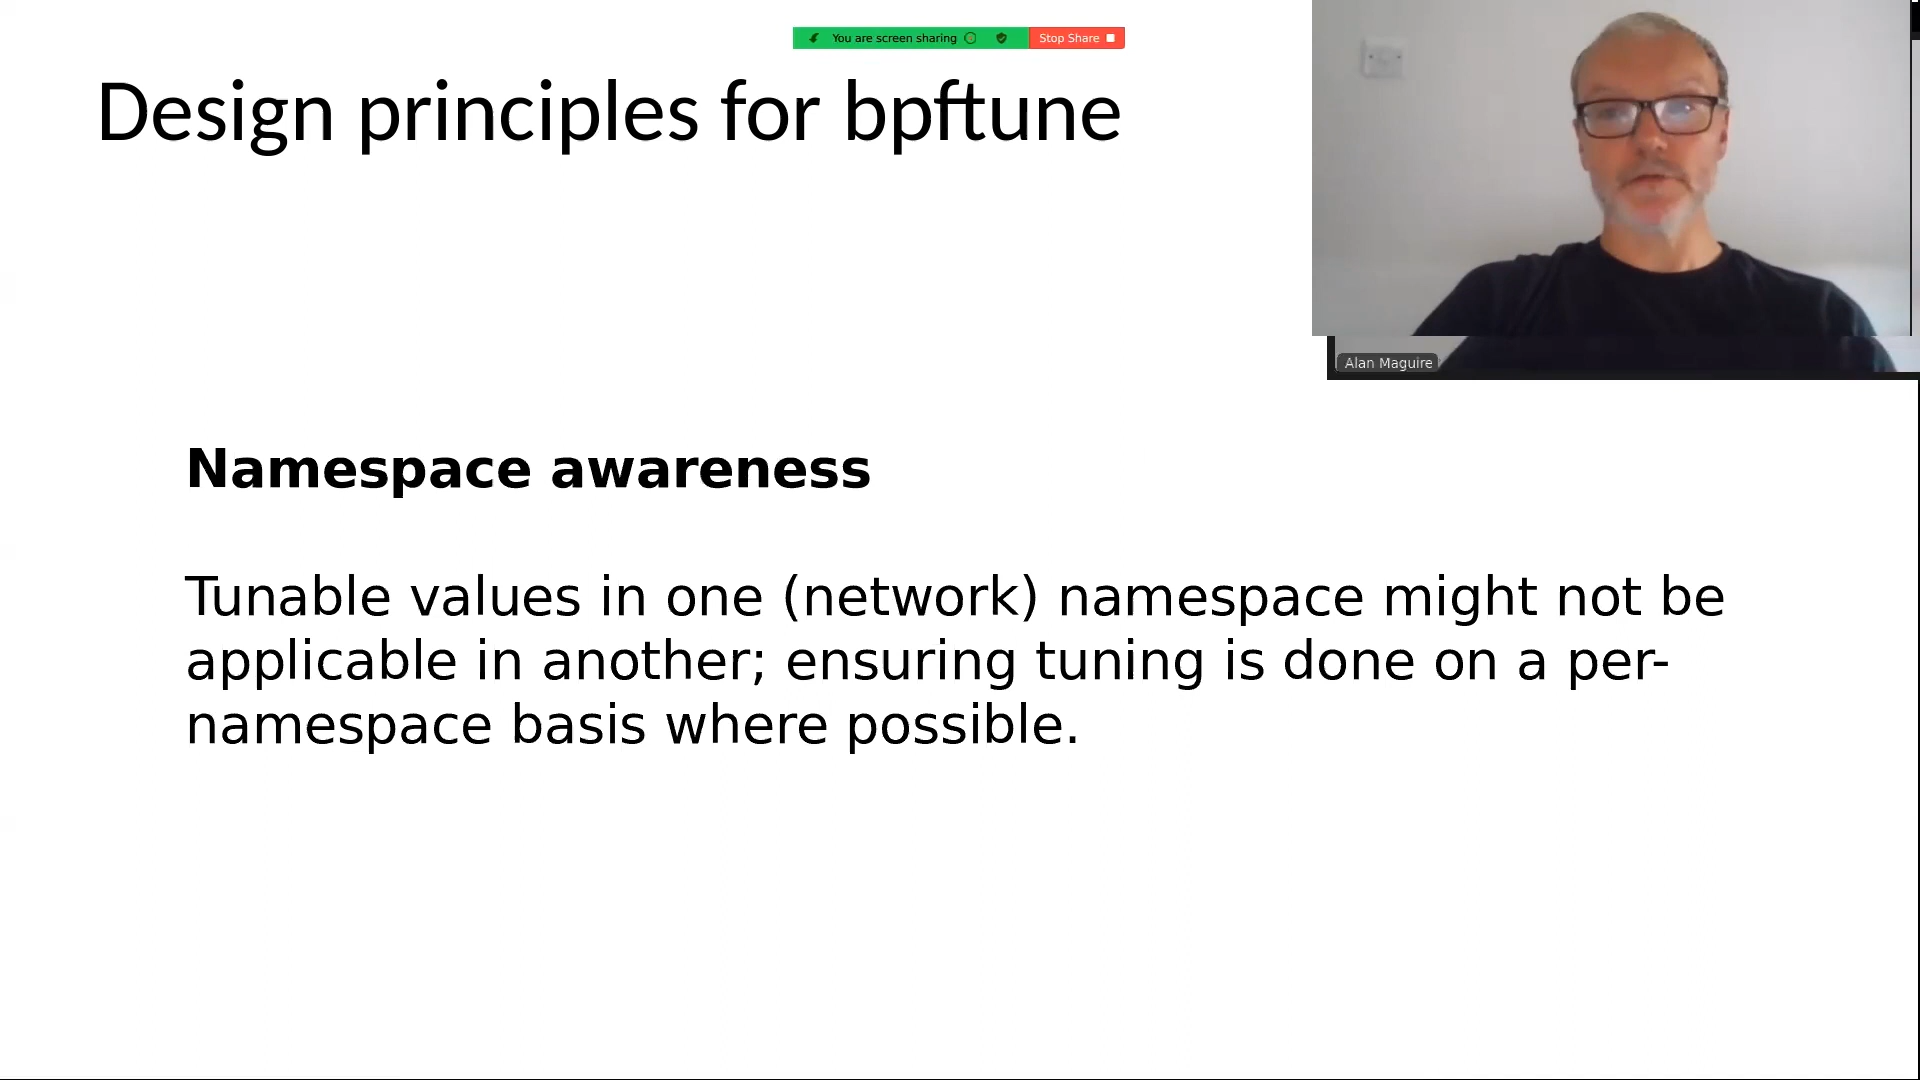 You are screen sharing
Stop Share
Design principles for bpftune
Alan Maguire
Namespace awareness
Tunable values in one (network) namespace might not be
applicable in another; ensuring tuning is done on a per-
namespace basis where possible.